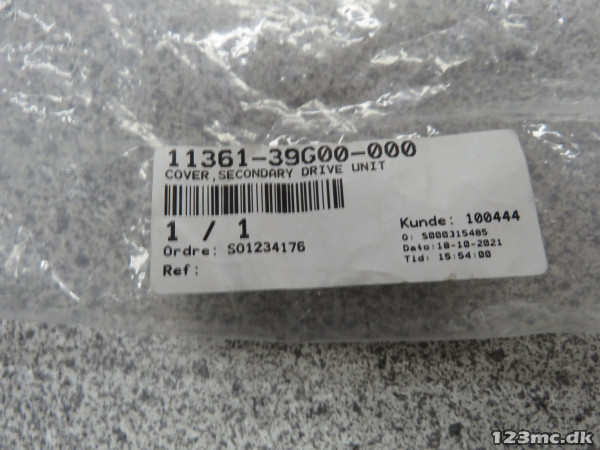 11361-39G00-000
COVER,SECONDARY DRIVE UNIT
1 / 1
Ordre: SO1234176
Ref:
Kunde: 100444
O: S000315485
Dato:18-10-2021
Tid: 15:54:00
123mc.dk